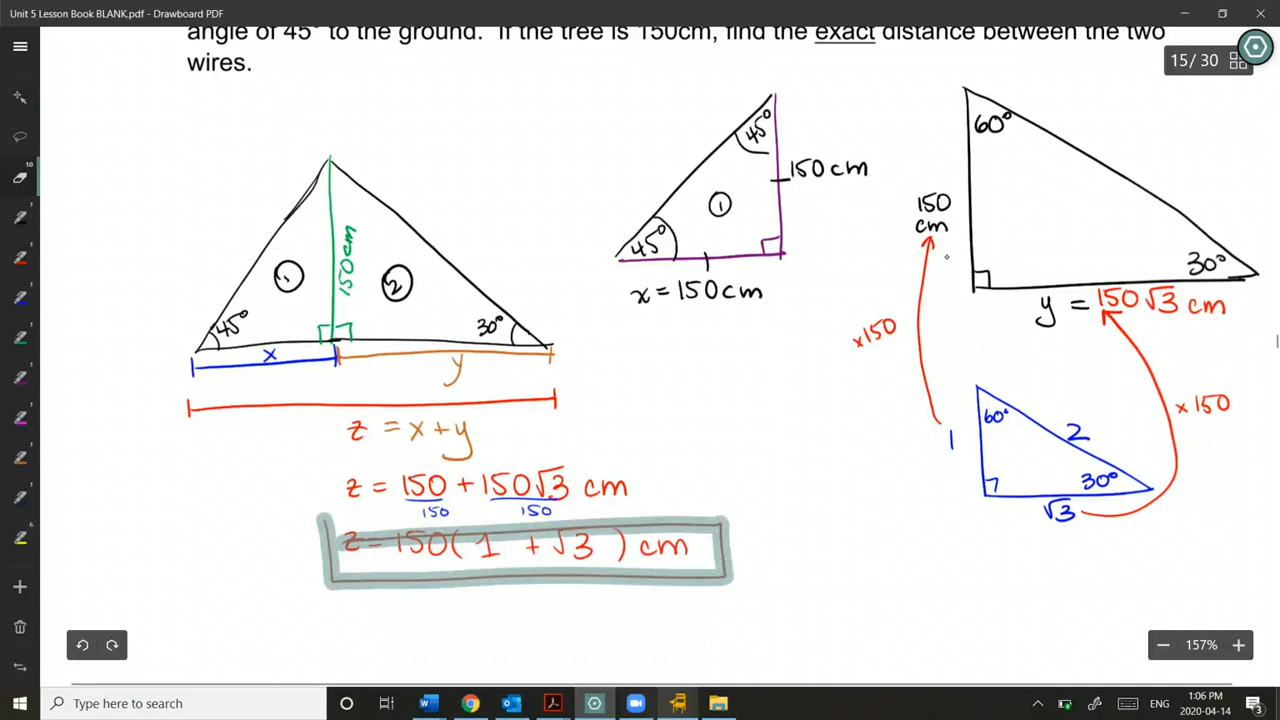 Unit 5 Lesson Book BLANK.pdf - Drawboard PDF
angle of 45° to the ground. If the tree is 150cm, find the exact distance between the two
wires.
15 / 30
45°
150cm
1
2
30°
x
y
z = x + y
z = 150 + 150√3 cm
150 150
z = 150( 1 + √3 ) cm
45°
150 cm
1
45°
x = 150 cm
60°
150
cm
30°
y = 150√3 cm
x150
x 150
60°
1
2
30°
√3
157%
Type here to search
ENG
1:06 PM
2020-04-14
3